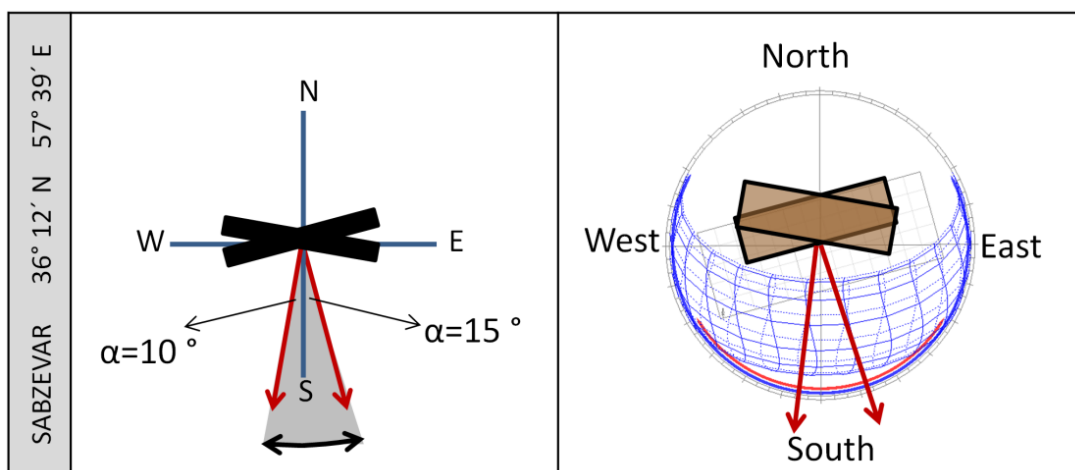 SABZEVAR 36° 12′ N 57° 39′ E
N
W
E
α=10 °
α=15 °
S
North
West
East
South